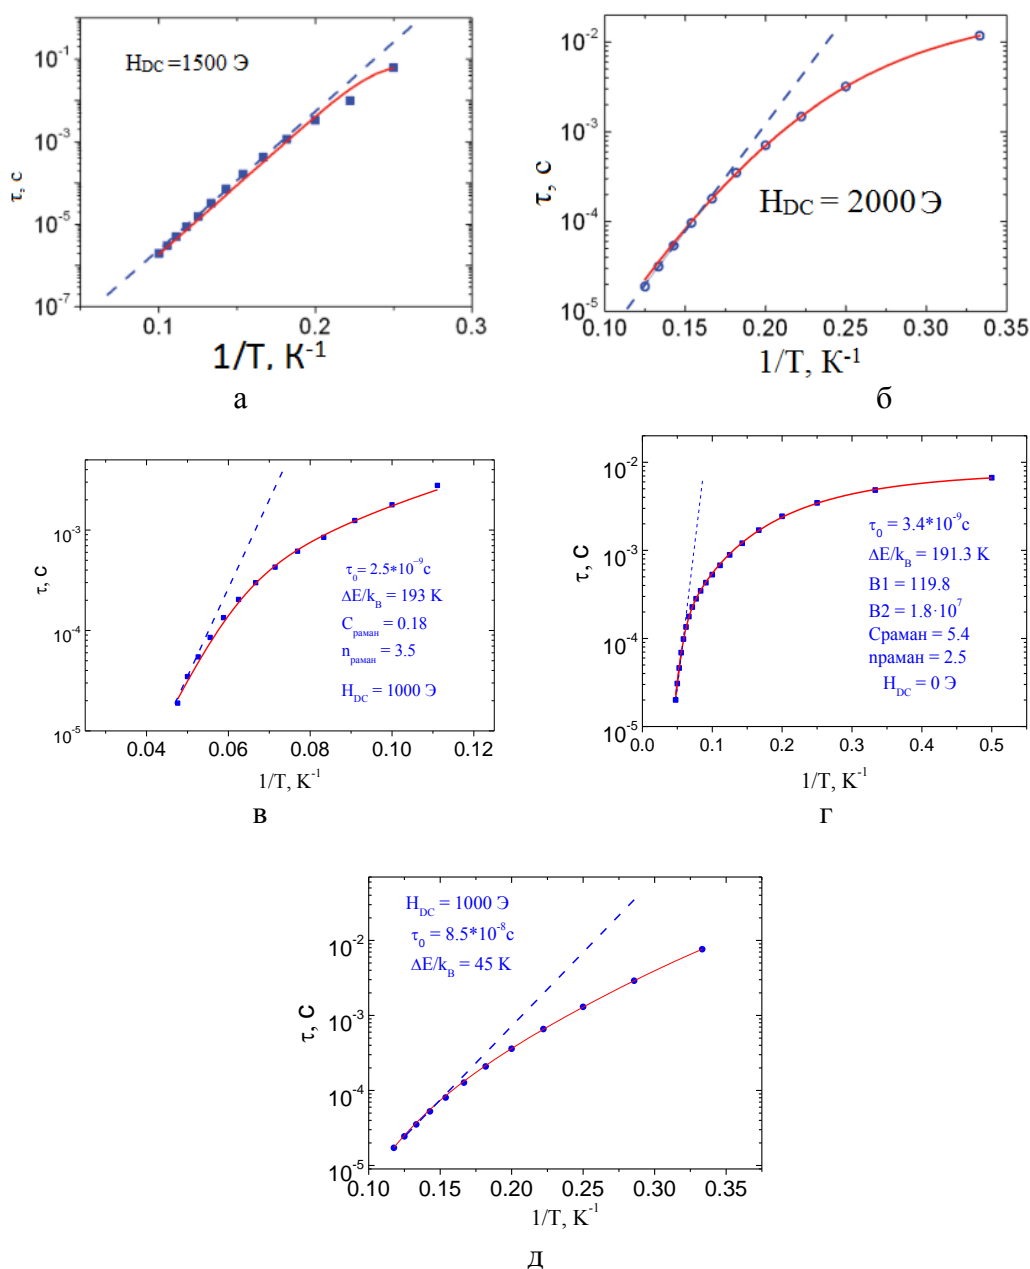 H_DC =1500 Э
10^-1
10^-3
10^-5
10^-7
τ, с
0.1
0.2
0.3
1/T, К^-1
а
10^-2
10^-3
10^-4
10^-5
τ, с
H_DC = 2000 Э
0.10
0.15
0.20
0.25
0.30
0.35
1/T, К^-1
б
10^-3
10^-4
10^-5
τ, с
τ_0 = 2.5*10^-9c
ΔE/k_B = 193 K
C_раман = 0.18
n_раман = 3.5
H_DC = 1000 Э
0.04
0.06
0.08
0.10
0.12
1/T, K^-1
в
10^-2
10^-3
10^-4
10^-5
τ, с
τ_0 = 3.4*10^-9c
ΔE/k_B = 191.3 K
B1 = 119.8
B2 = 1.8·10^7
Сраман = 5.4
nраман = 2.5
H_DC = 0 Э
0.0
0.1
0.2
0.3
0.4
0.5
1/T, K^-1
г
H_DC = 1000 Э
τ_0 = 8.5*10^-8c
ΔE/k_B = 45 K
10^-2
10^-3
10^-4
10^-5
τ, с
0.10
0.15
0.20
0.25
0.30
0.35
1/T, K^-1
д